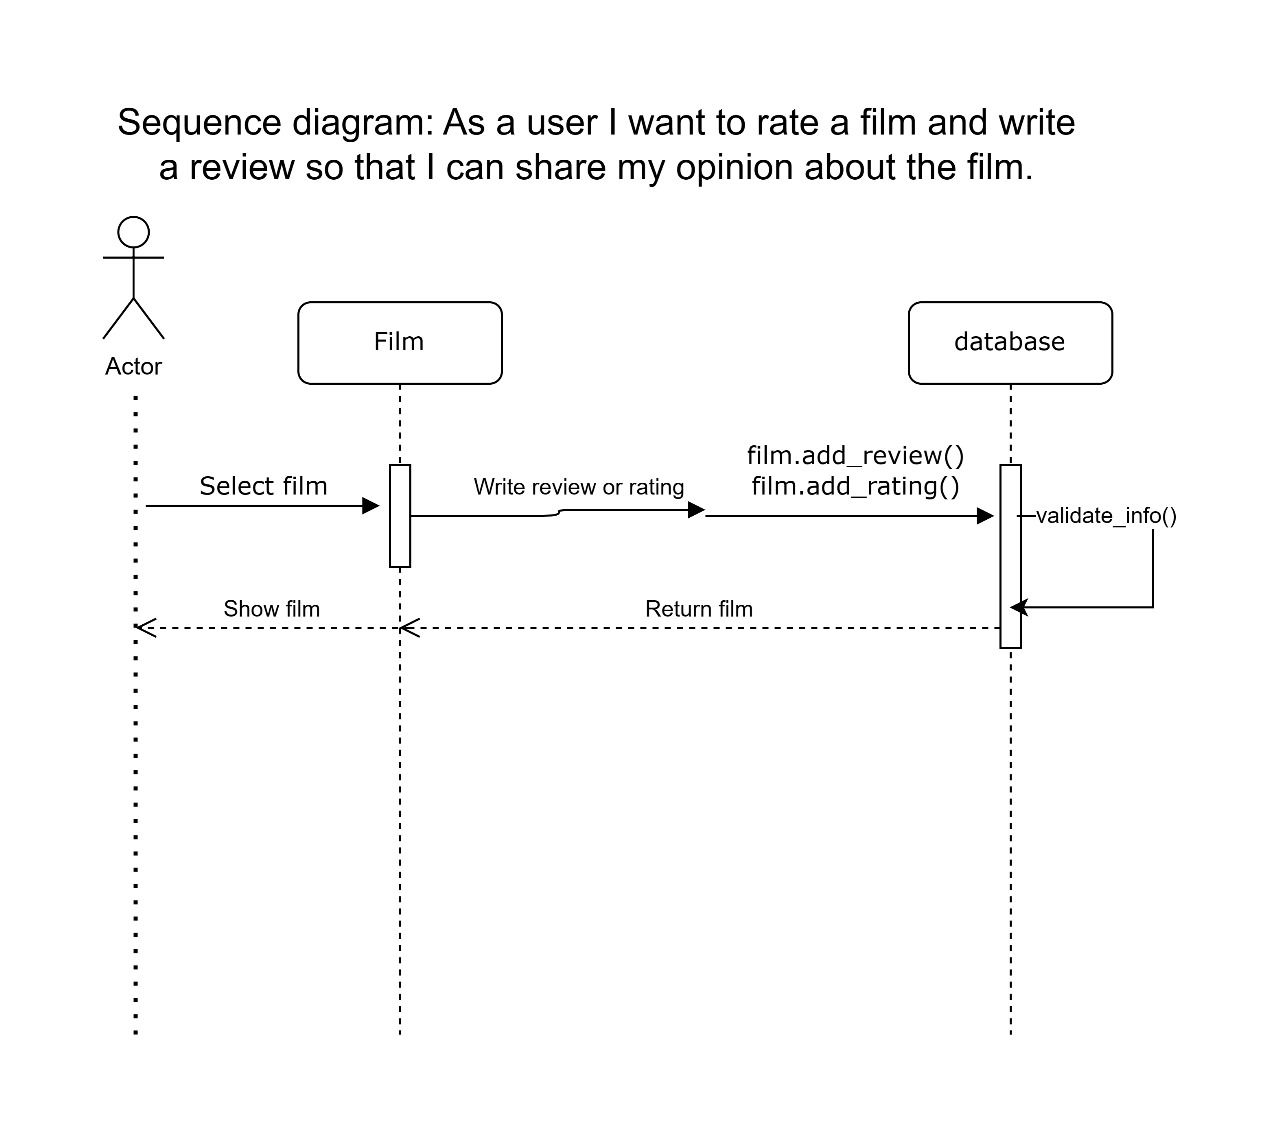 Sequence diagram: As a user I want to rate a film and write
a review so that I can share my opinion about the film.
Actor
Film
database
Select film
Write review or rating
film.add_review()
film.add_rating()
validate_info()
Show film
Return film